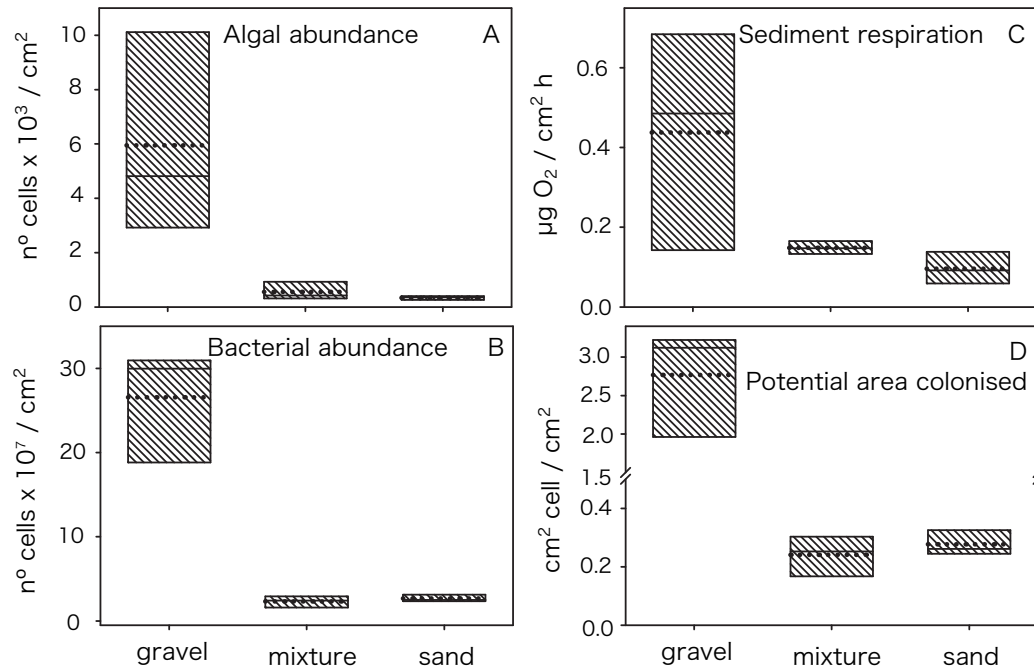 Algal abundance A
nº cells x 10³ / cm²
10
8
6
4
2
0
Sediment respiration C
µg O₂ / cm² h
0.6
0.4
0.2
0.0
Bacterial abundance B
nº cells x 10⁷ / cm²
30
20
10
0
gravel mixture sand
D
Potential area colonised
cm² cell / cm²
3.0
2.5
2.0
1.5
0.4
0.2
0.0
gravel mixture sand